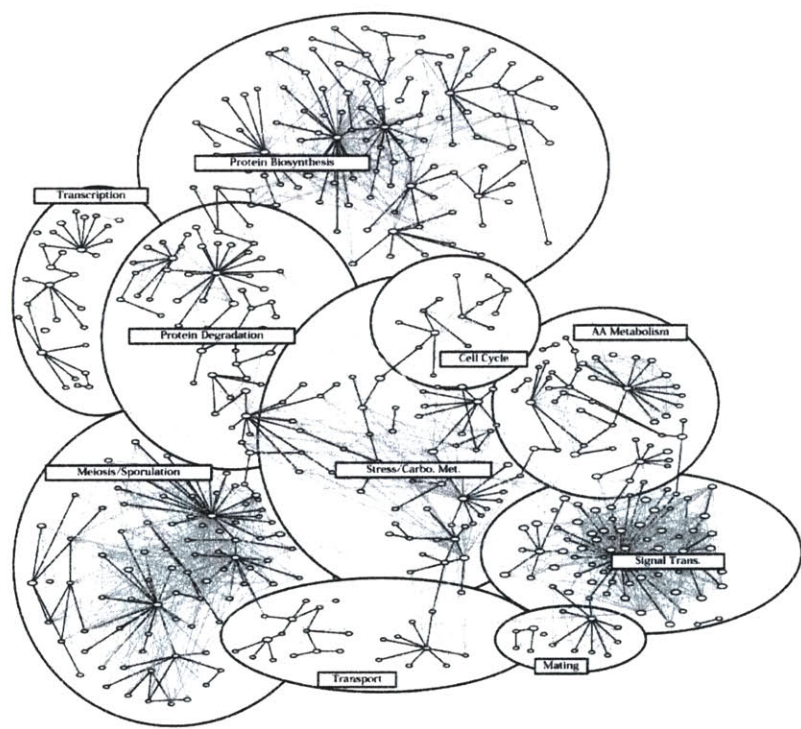 Protein Biosynthesis
Transcription
Protein Degradation
AA Metabolism
Cell Cycle
Meiosis/Sporulation
Stress/Carbo. Met.
Signal Trans.
Mating
Transport